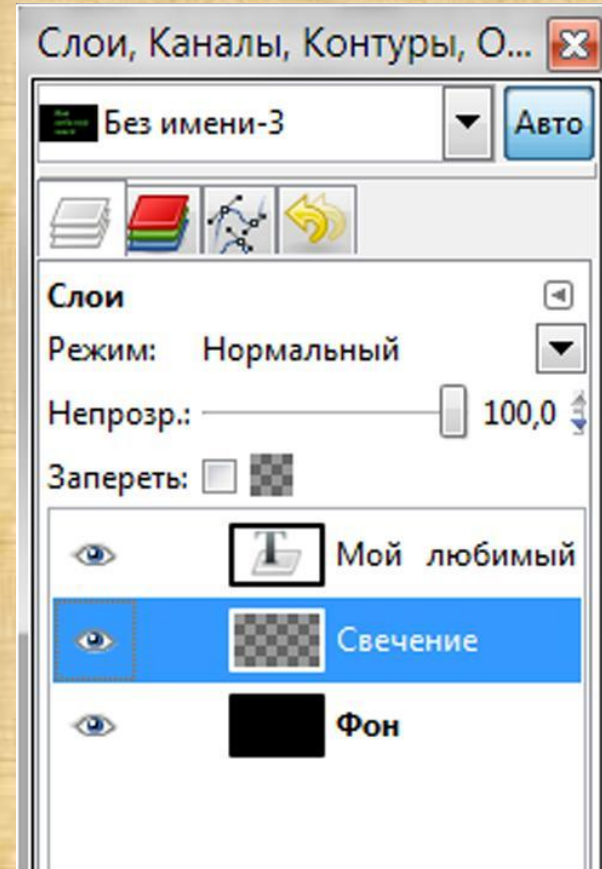 Слои, Каналы, Контуры, О...
Без имени-3
Авто
Слои
Режим: Нормальный
Непрозр.: 100,0
Запереть:
Мой любимый
Свечение
Фон